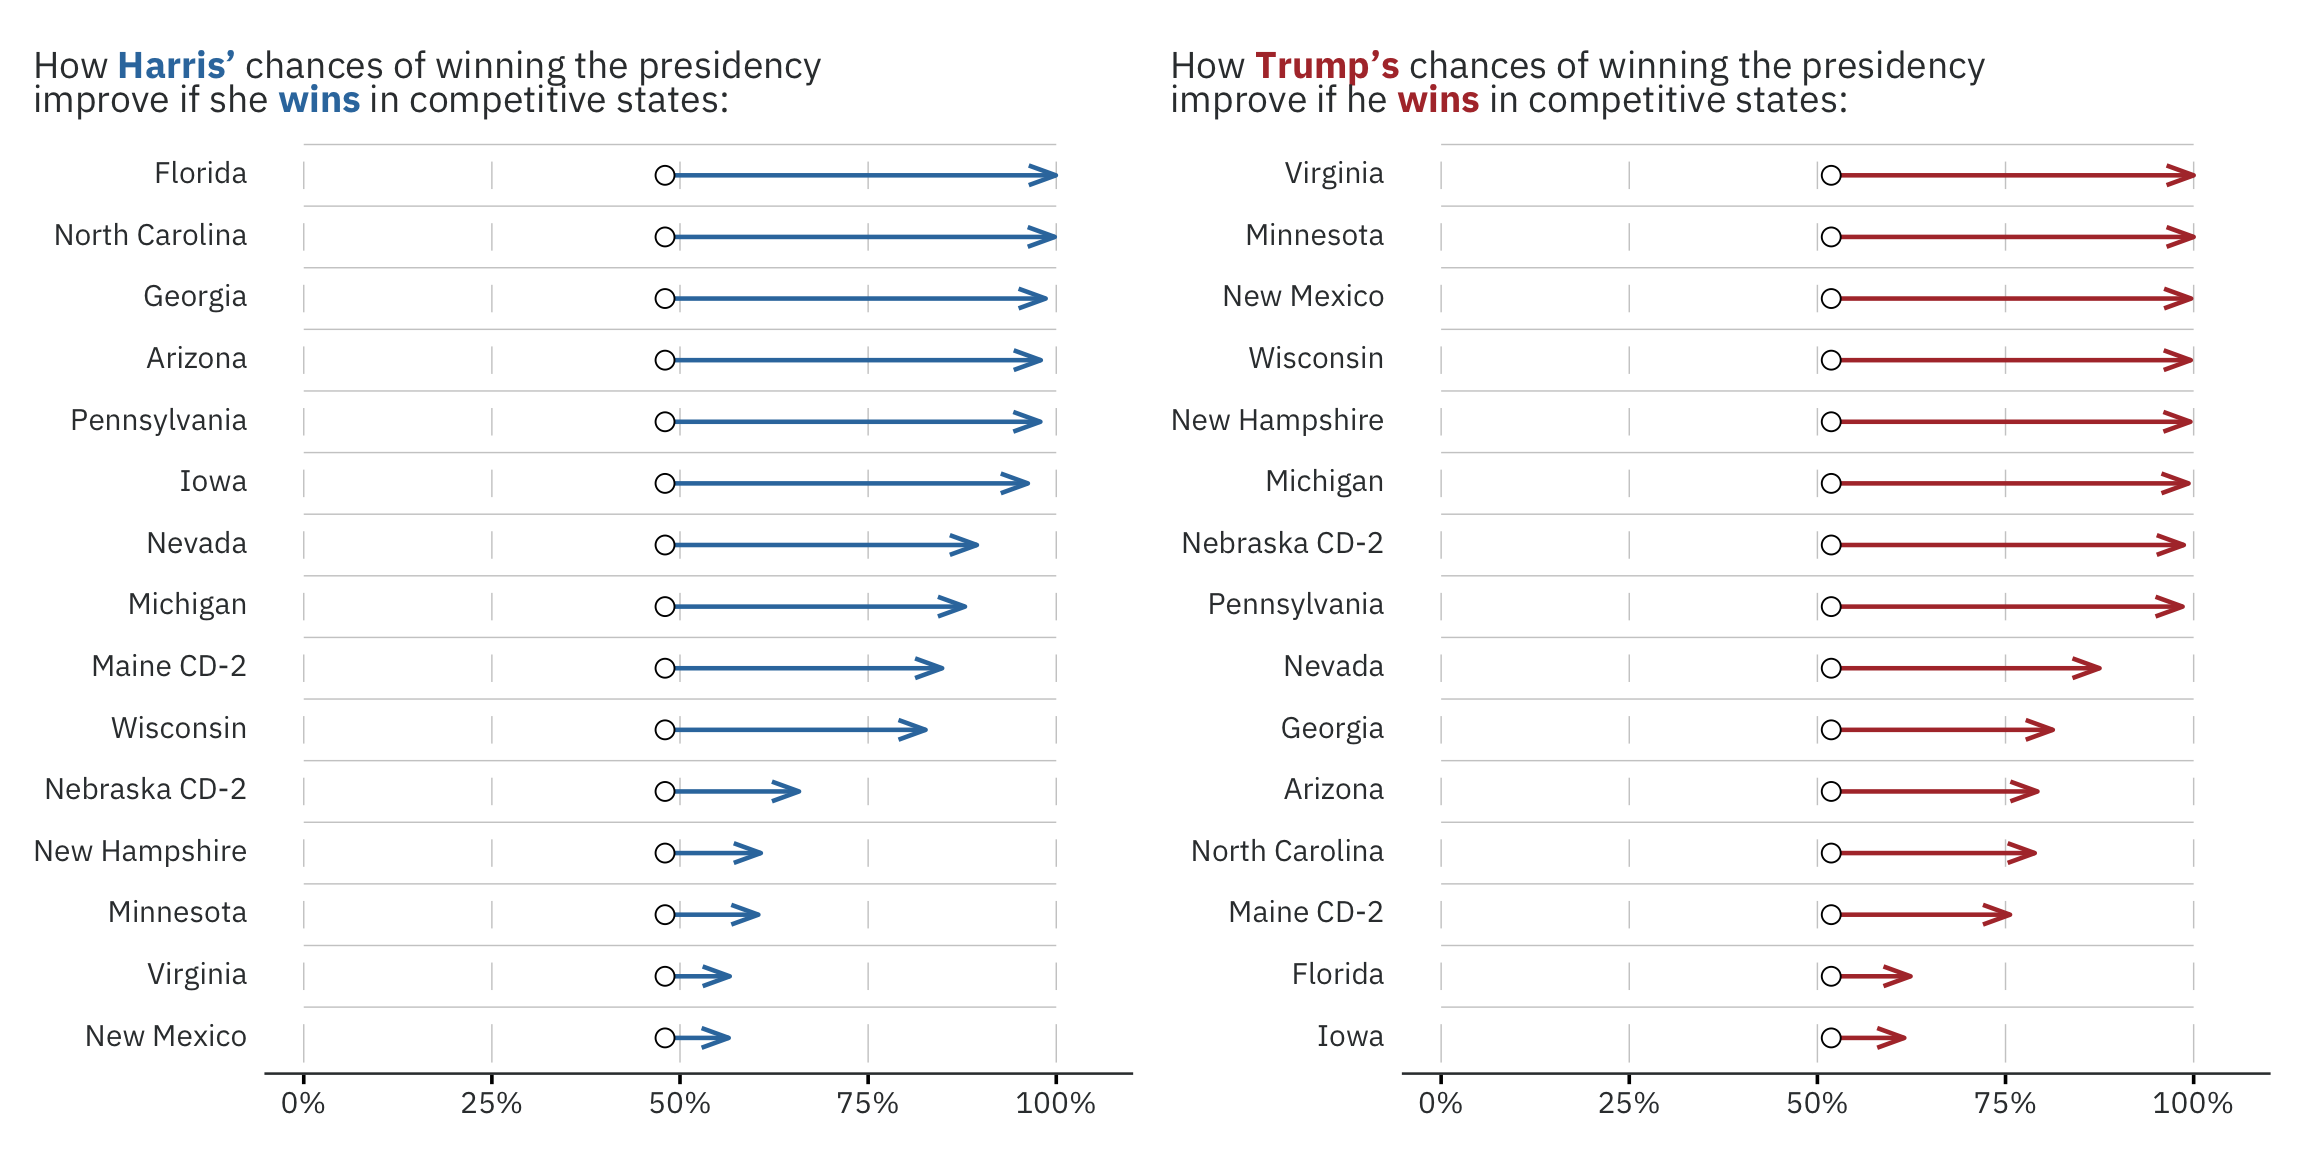 How Harris’ chances of winning the presidency
improve if she wins in competitive states:
Florida
North Carolina
Georgia
Arizona
Pennsylvania
Iowa
Nevada
Michigan
Maine CD-2
Wisconsin
Nebraska CD-2
New Hampshire
Minnesota
Virginia
New Mexico
0% 25% 50% 75% 100%
How Trump’s chances of winning the presidency
improve if he wins in competitive states:
Virginia
Minnesota
New Mexico
Wisconsin
New Hampshire
Michigan
Nebraska CD-2
Pennsylvania
Nevada
Georgia
Arizona
North Carolina
Maine CD-2
Florida
Iowa
0% 25% 50% 75% 100%